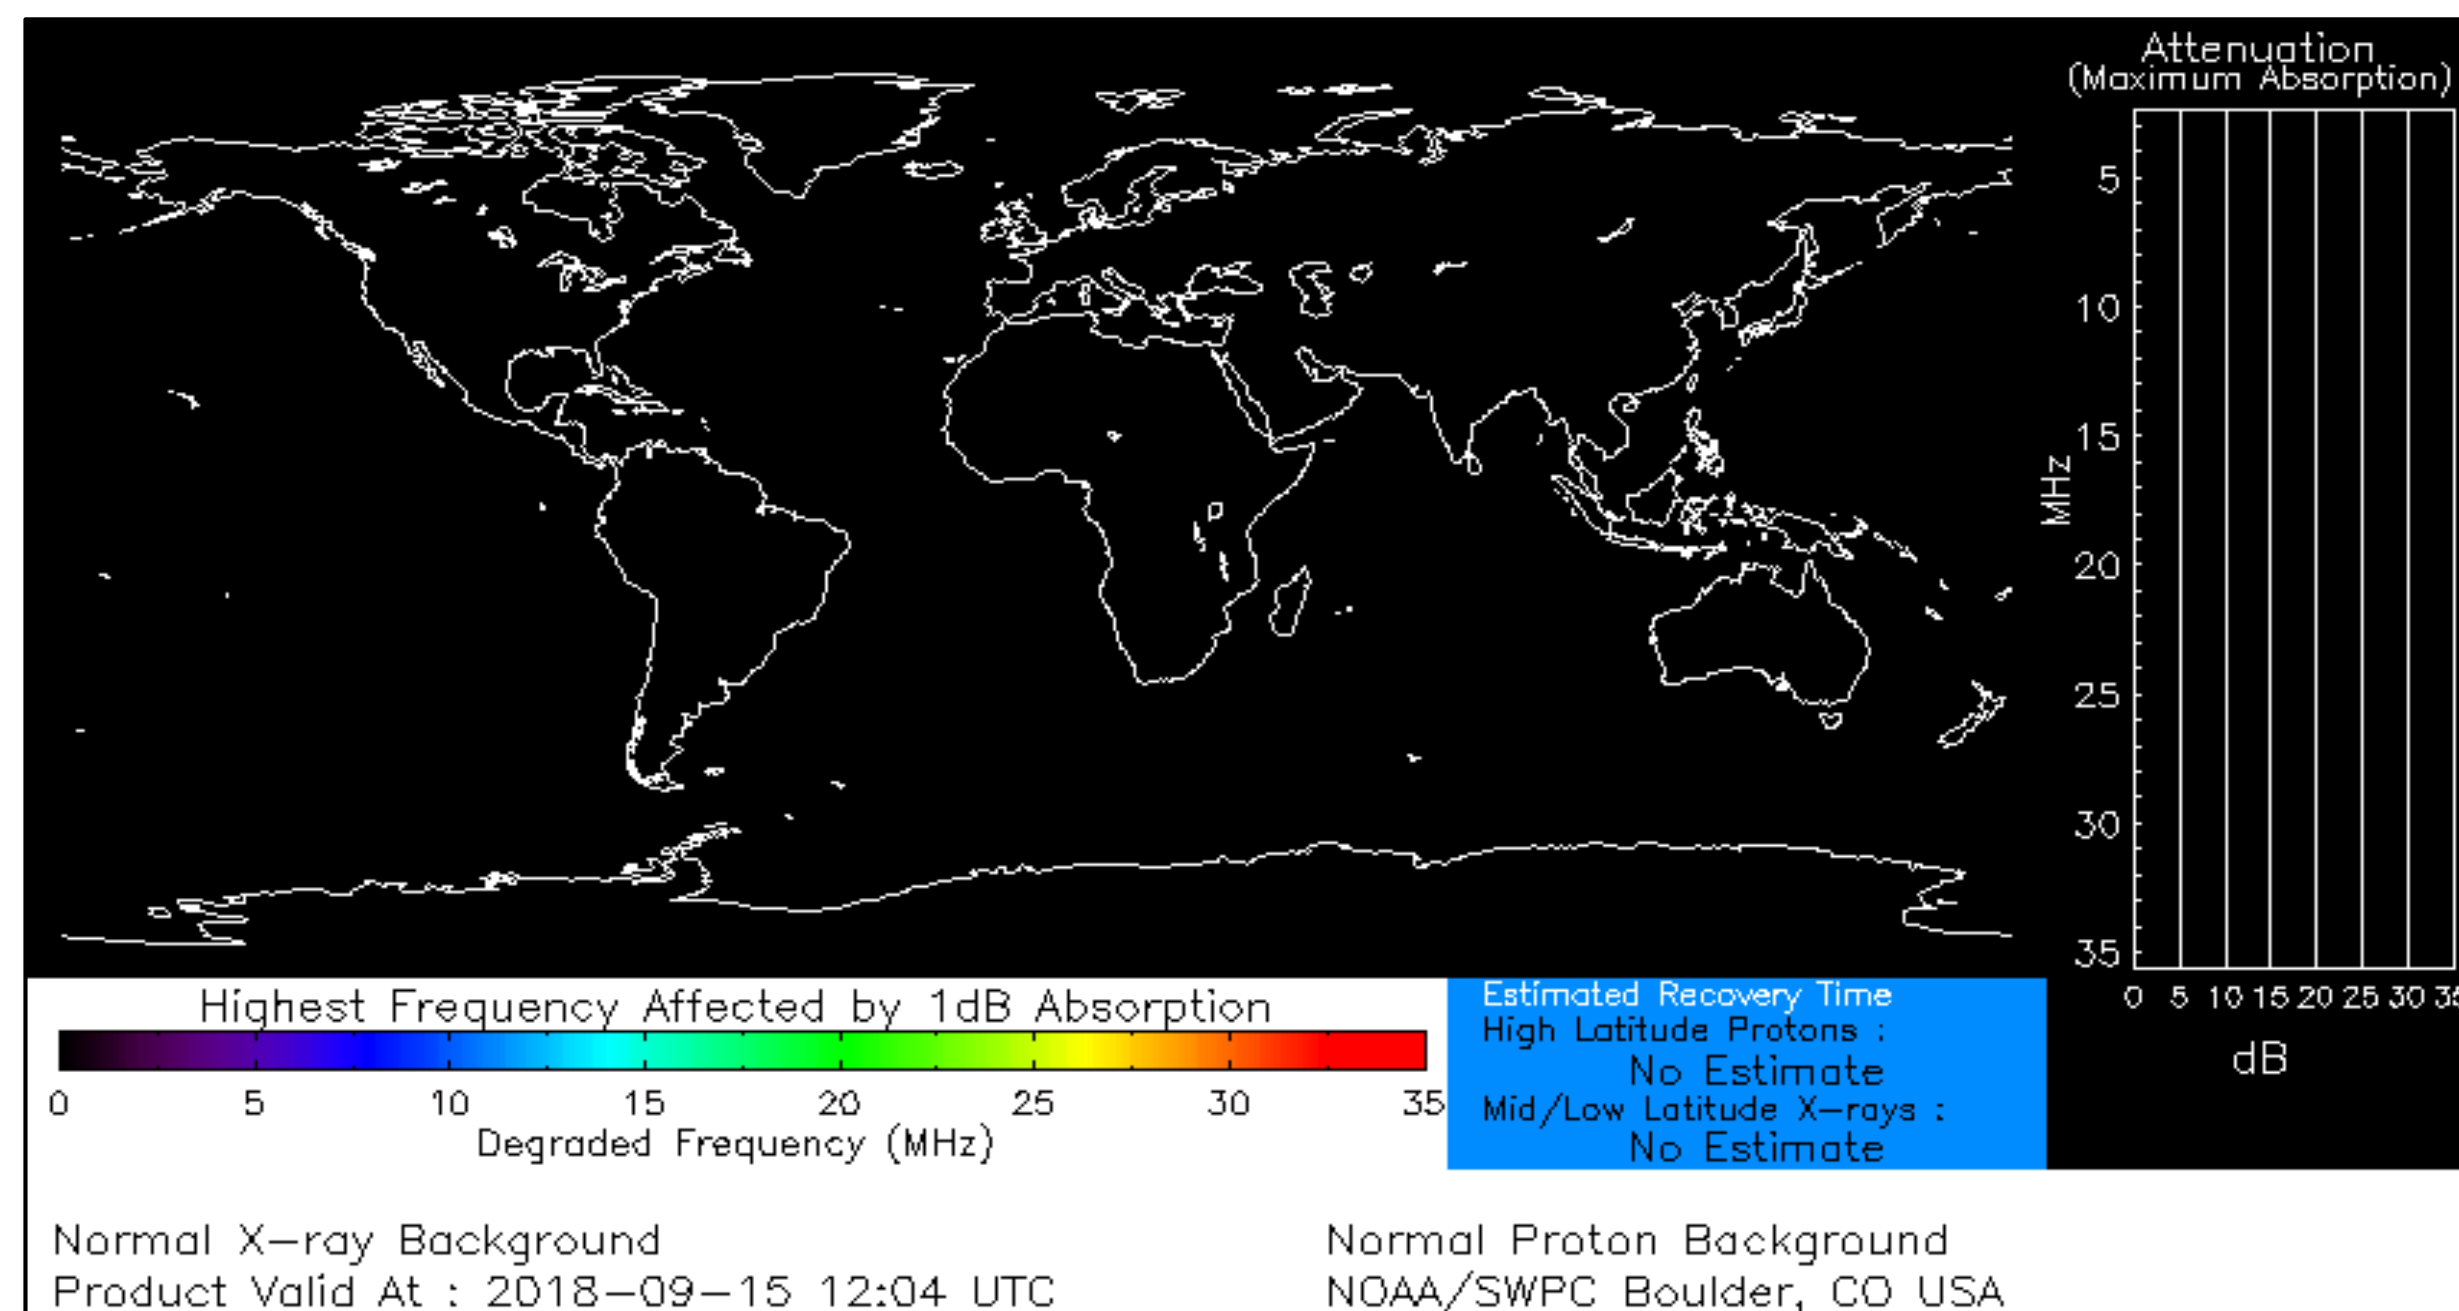 Attenuation
(Maximum Absorption)
5
10
15
20
25
30
35
MHz
0 5 10 15 20 25 30 35
dB
Highest Frequency Affected by 1dB Absorption
0 5 10 15 20 25 30 35
Degraded Frequency (MHz)
Estimated Recovery Time
High Latitude Protons :
No Estimate
Mid/Low Latitude X-rays :
No Estimate
Normal X-ray Background
Normal Proton Background
Product Valid At : 2018-09-15 12:04 UTC
NOAA/SWPC Boulder, CO USA